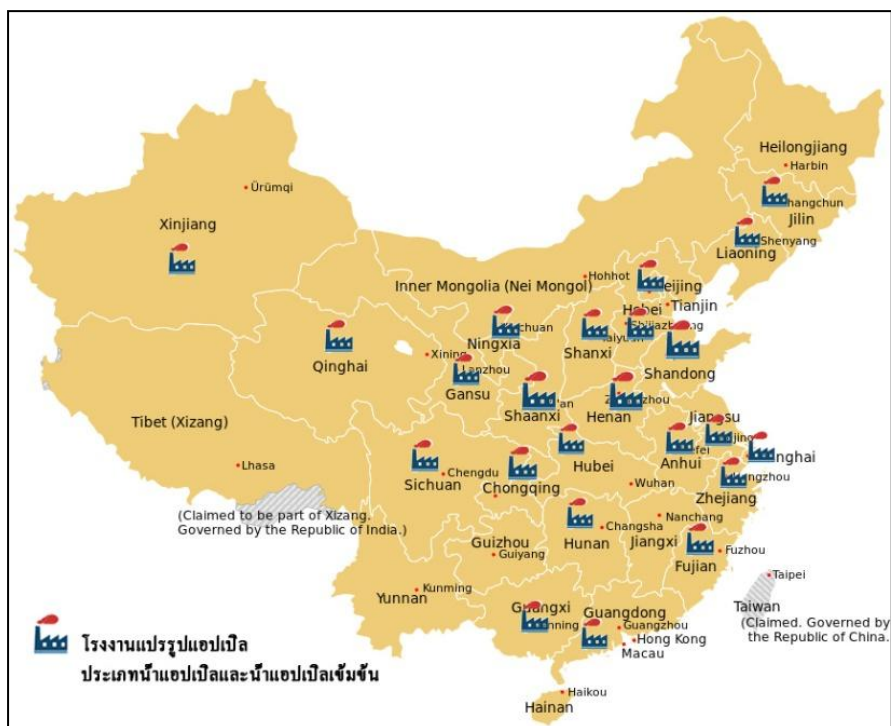 Heilongjiang
Harbin
Jilin
Shenyang
Liaoning
Ürümqi
Xinjiang
Inner Mongolia (Nei Mongol)
Hohhot
Tianjin
Ningxia
Shanxi
Shandong
Qinghai
Xining
Gansu
Shaanxi
Henan
Jiangsu
Tibet (Xizang)
Lhasa
Sichuan
Chengdu
Chongqing
Hubei
Wuhan
Anhui
Zhejiang
(Claimed to be part of Xizang.
Governed by the Republic of India.)
Guizhou
Guiyang
Hunan
Changsha
Nanchang
Jiangxi
Fujian
Fuzhou
Yunnan
Kunming
Guangxi
Guangdong
Guangzhou
Hong Kong
Macau
Taipei
Taiwan
(Claimed. Governed by
the Republic of China.)
Haikou
Hainan
โรงงานแปรรูปแอปเปิล
ประเภทน้ำแอปเปิลและน้ำแอปเปิลเข้มข้น